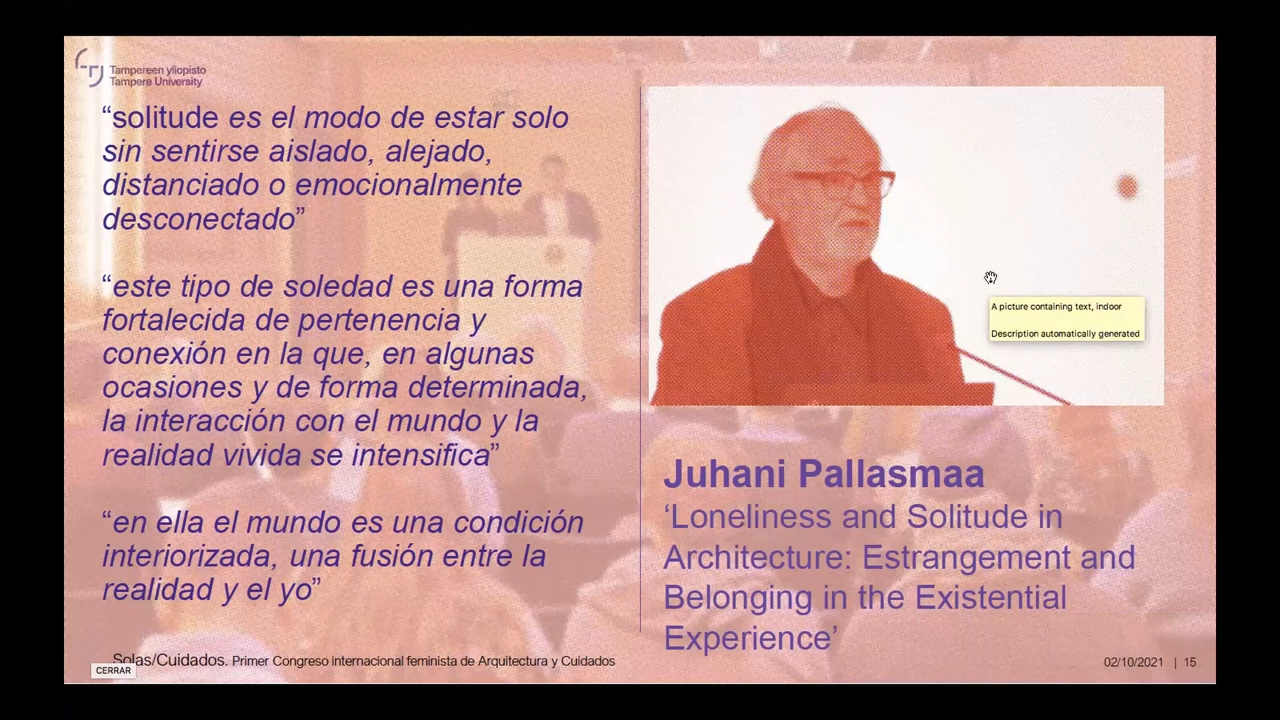 Tampereen yliopisto
Tampere University
“solitude es el modo de estar solo
sin sentirse aislado, alejado,
distanciado o emocionalmente
desconectado”
“este tipo de soledad es una forma
fortalecida de pertenencia y
conexión en la que, en algunas
ocasiones y de forma determinada,
la interacción con el mundo y la
realidad vivida se intensifica”
“en ella el mundo es una condición
interiorizada, una fusión entre la
realidad y el yo”
A picture containing text, indoor
Description automatically generated
Juhani Pallasmaa
‘Loneliness and Solitude in
Architecture: Estrangement and
Belonging in the Existential
Experience’
Solas/Cuidados. Primer Congreso internacional feminista de Arquitectura y Cuidados
CERRAR
02/10/2021 | 15